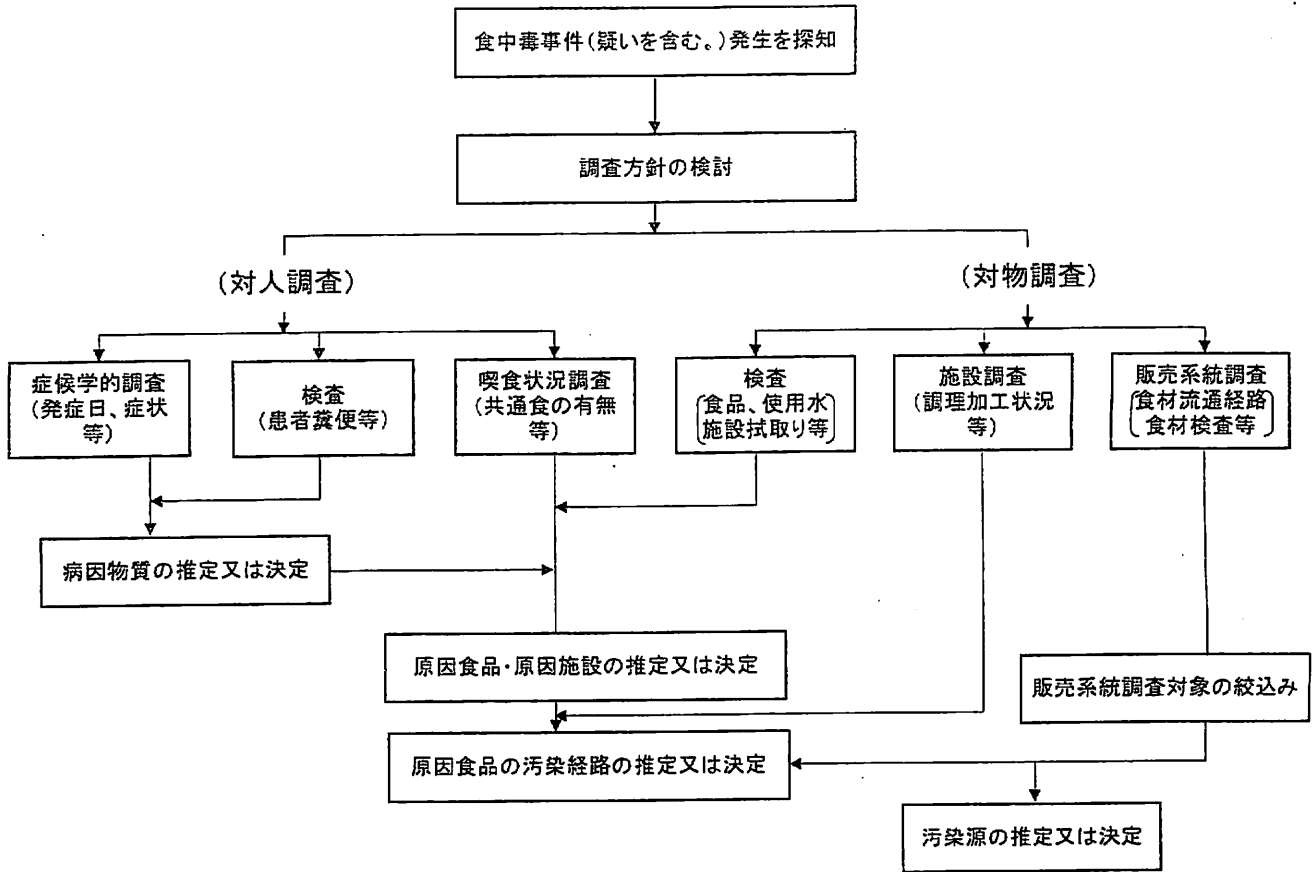 食中毒事件(疑いを含む。)発生を探知
調査方針の検討
(対人調査)
(対物調査)
症候学的調査
(発症日、症状
等)
検査
(患者糞便等)
喫食状況調査
(共通食の有無
等)
検査
食品、使用水
施設拭取り等
施設調査
(調理加工状況
等)
販売系統調査
食材流通経路
食材検査等
病因物質の推定又は決定
原因食品・原因施設の推定又は決定
販売系統調査対象の絞込み
原因食品の汚染経路の推定又は決定
汚染源の推定又は決定